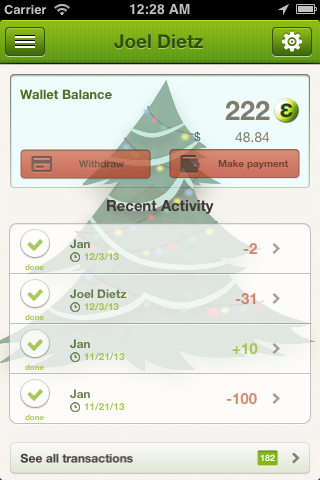 Carrier 12:28 AM
Joel Dietz
Wallet Balance
222
$ 48.84
Withdraw
Make payment
Recent Activity
Jan -2
12/3/13
done
Joel Dietz -31
12/3/13
done
Jan +10
11/21/13
done
Jan -100
11/21/13
done
See all transactions 182